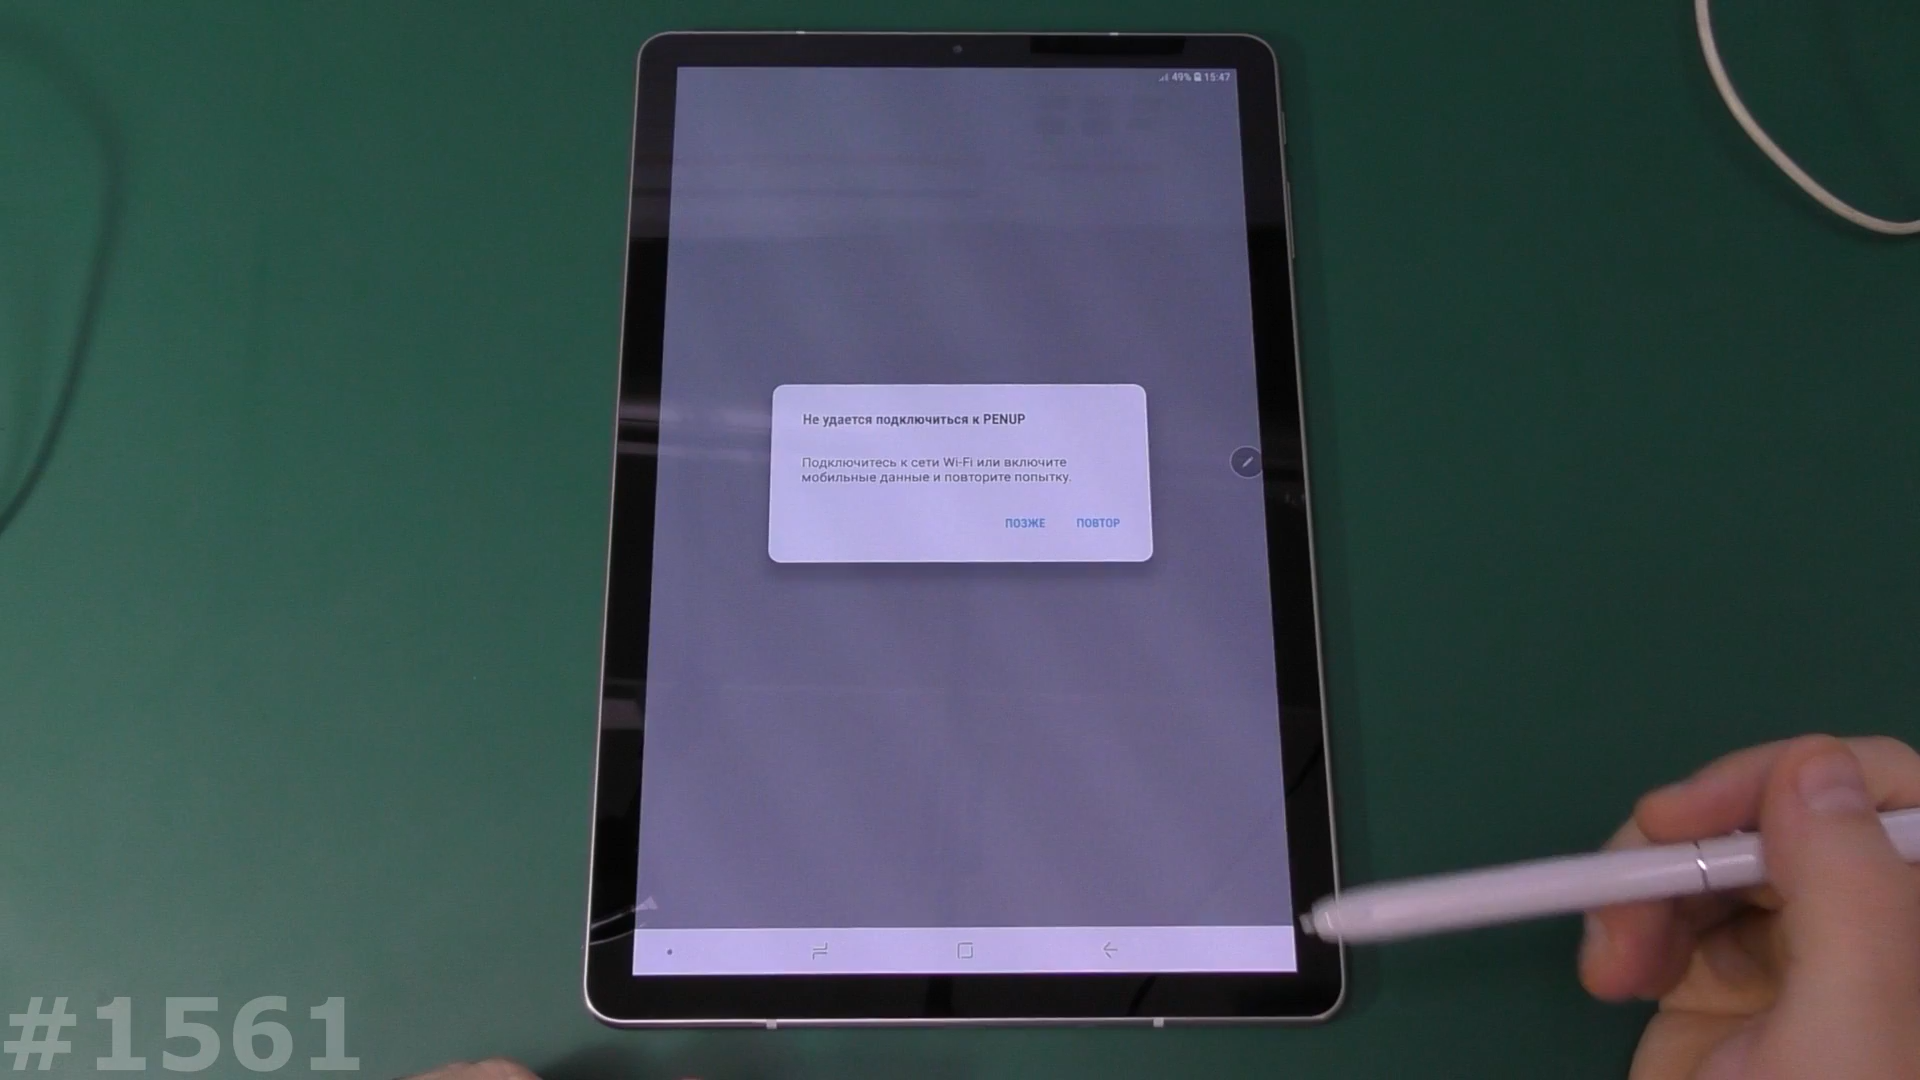 49% 15:47
Не удается подключиться к PENUP
Подключитесь к сети Wi-Fi или включите
мобильные данные и повторите попытку.
ПОЗЖЕ ПОВТОР
#1561